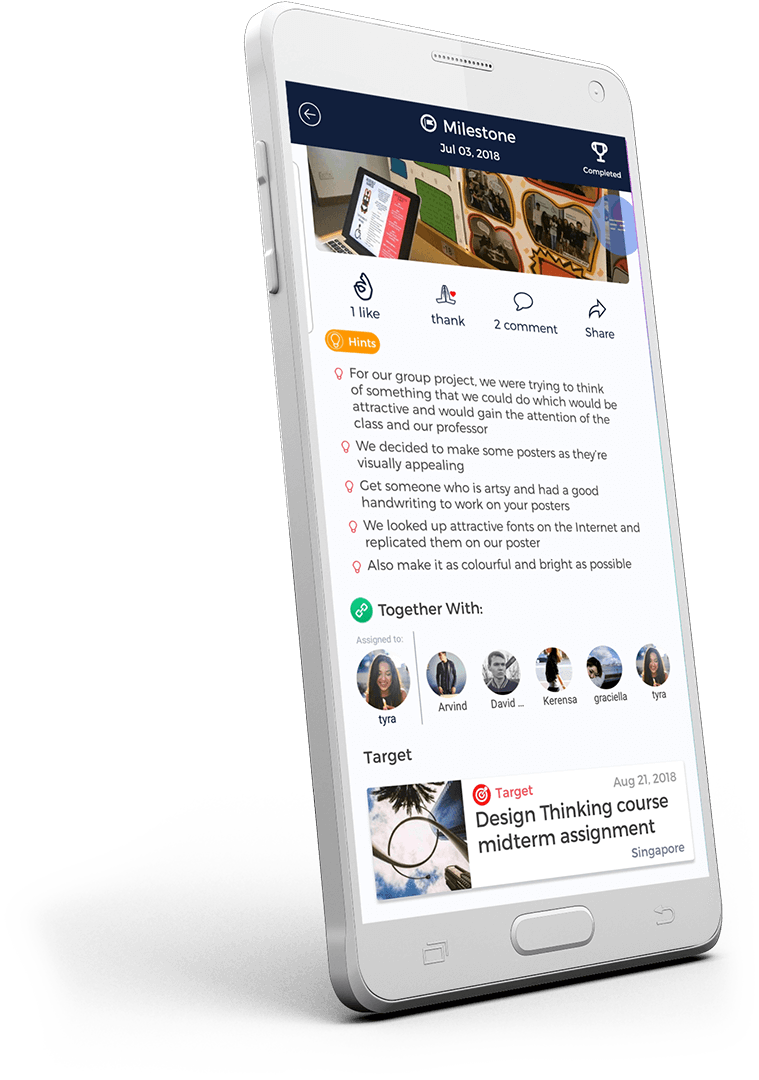 Milestone
Jul 03, 2018
Completed
1 like
thank
2 comment
Share
Hints
For our group project, we were trying to think
of something that we could do which would be
attractive and would gain the attention of the
class and our professor
We decided to make some posters as they're
visually appealing
Get someone who is artsy and had a good
handwriting to work on your posters
We looked up attractive fonts on the Internet and
replicated them on our poster
Also make it as colourful and bright as possible
Together With:
Assigned to:
tyra
Arvind
David ...
Kerensa
graciella
tyra
Target
Target
Aug 21, 2018
Design Thinking course
midterm assignment
Singapore